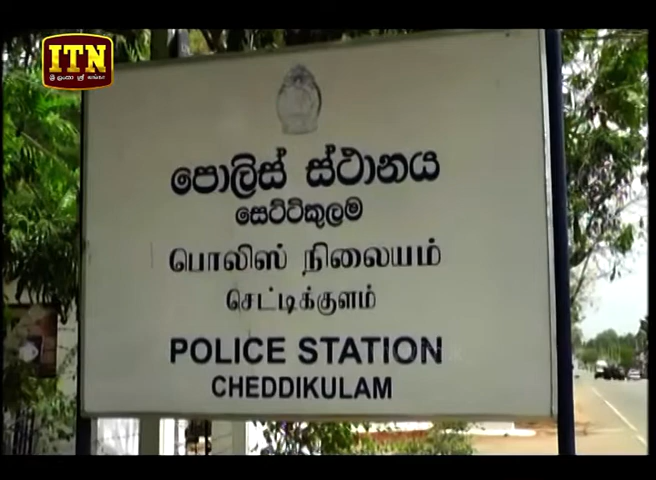 ITN
පොලිස් ස්ථානය
සෙට්ටිකුලම
பொலிஸ் நிலையம்
செட்டிக்குளம்
POLICE STATION
CHEDDIKULAM